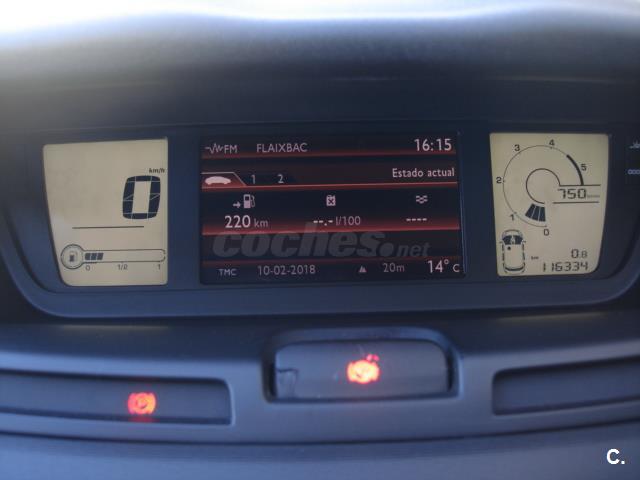 FM FLAIXBAC 16:15
1 2 Estado actual
220 km --.- l/100 ----
coches.net
TMC 10-02-2018 20m 14°C
km/h
0
0 1/2 1
0 1 2 3 4 5
750
km 0.8
116334
C.